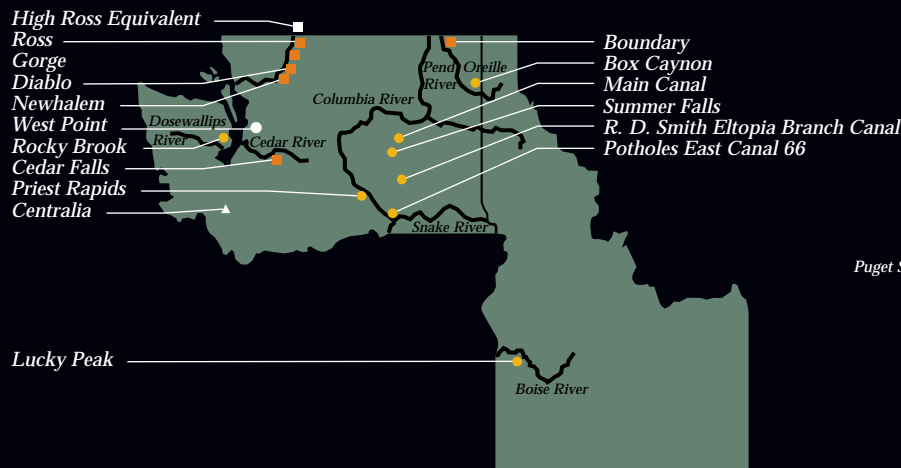 High Ross Equivalent
Ross
Gorge
Diablo
Newhalem
West Point
Rocky Brook
Cedar Falls
Priest Rapids
Centralia
Lucky Peak
Dosewallips
River
Cedar River
Columbia River
Pend Oreille
River
Snake River
Boise River
Boundary
Box Caynon
Main Canal
Summer Falls
R. D. Smith Eltopia Branch Canal
Potholes East Canal 66
Puget S